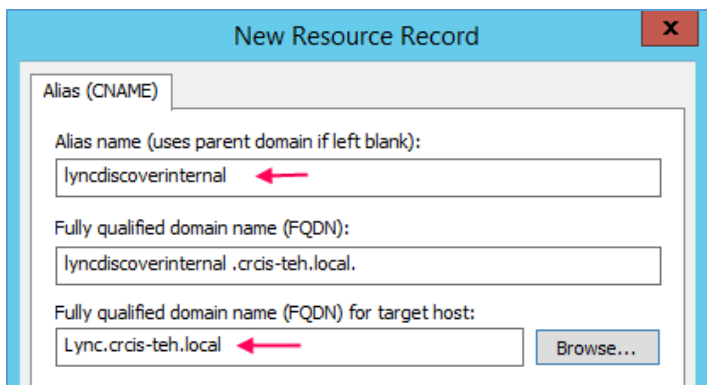 New Resource Record
x
Alias (CNAME)
Alias name (uses parent domain if left blank):
lyncdiscoverinternal
Fully qualified domain name (FQDN):
lyncdiscoverinternal .crcis-teh.local.
Fully qualified domain name (FQDN) for target host:
Lync.crcis-teh.local
Browse...